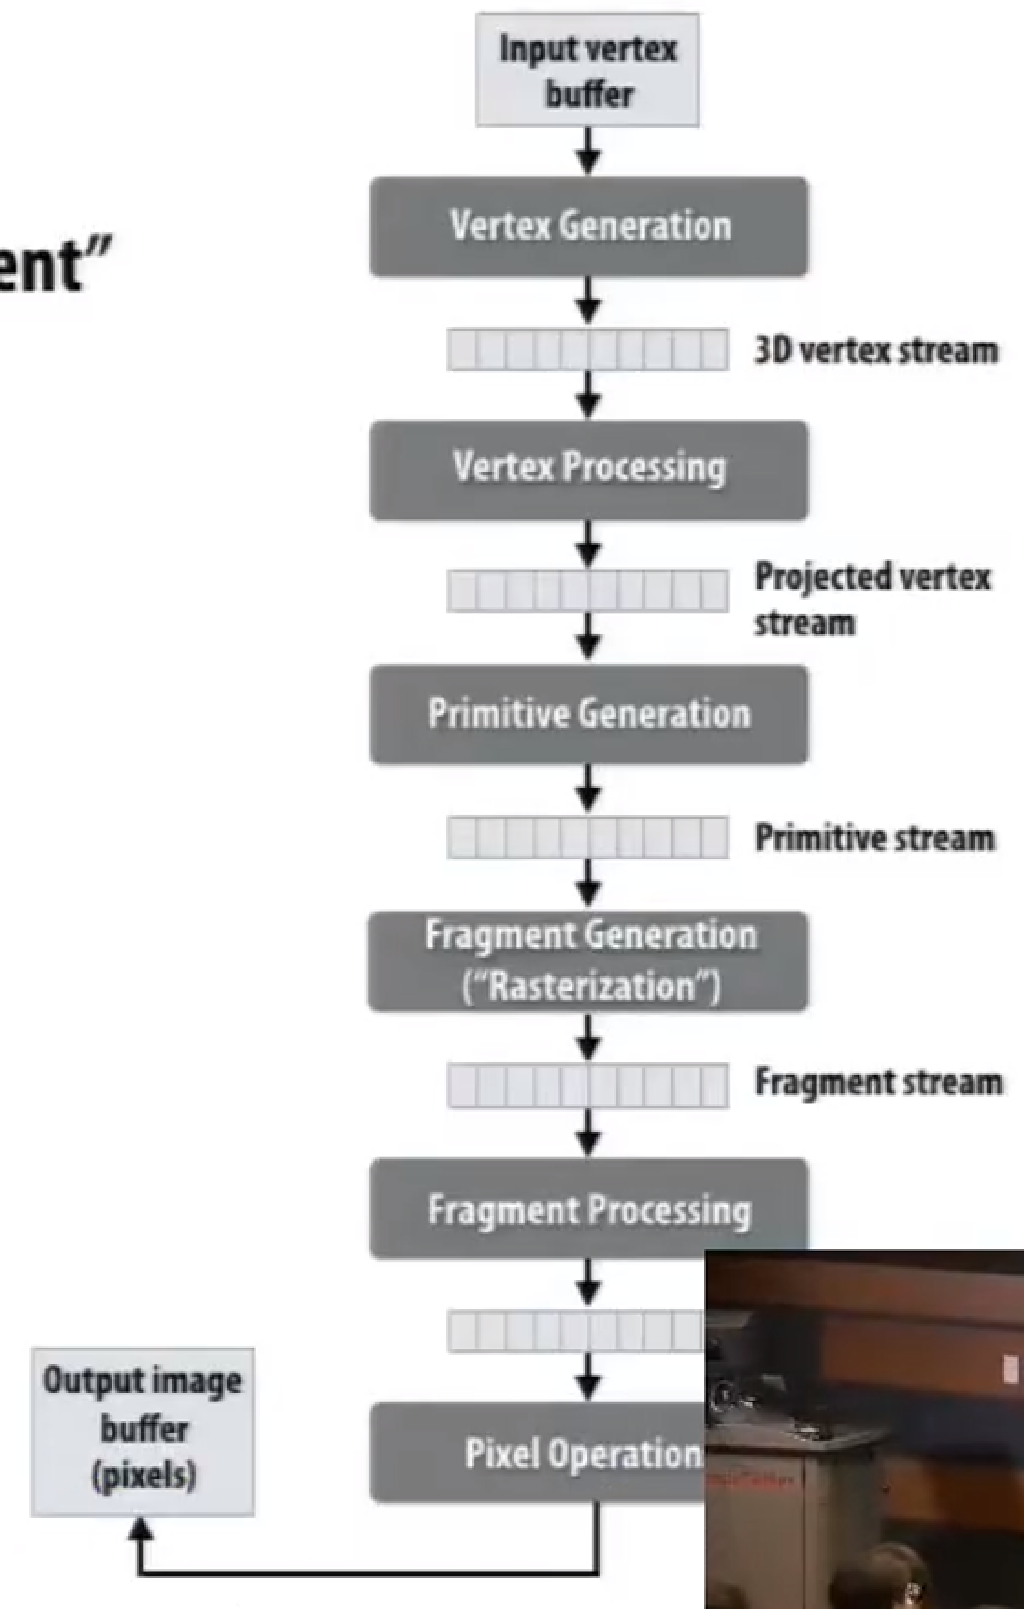 Input vertex
buffer
Vertex Generation
ent”
3D vertex stream
Vertex Processing
Projected vertex
stream
Primitive Generation
Primitive stream
Fragment Generation
(“Rasterization”)
Fragment stream
Fragment Processing
Output image
buffer
(pixels)
Pixel Operation